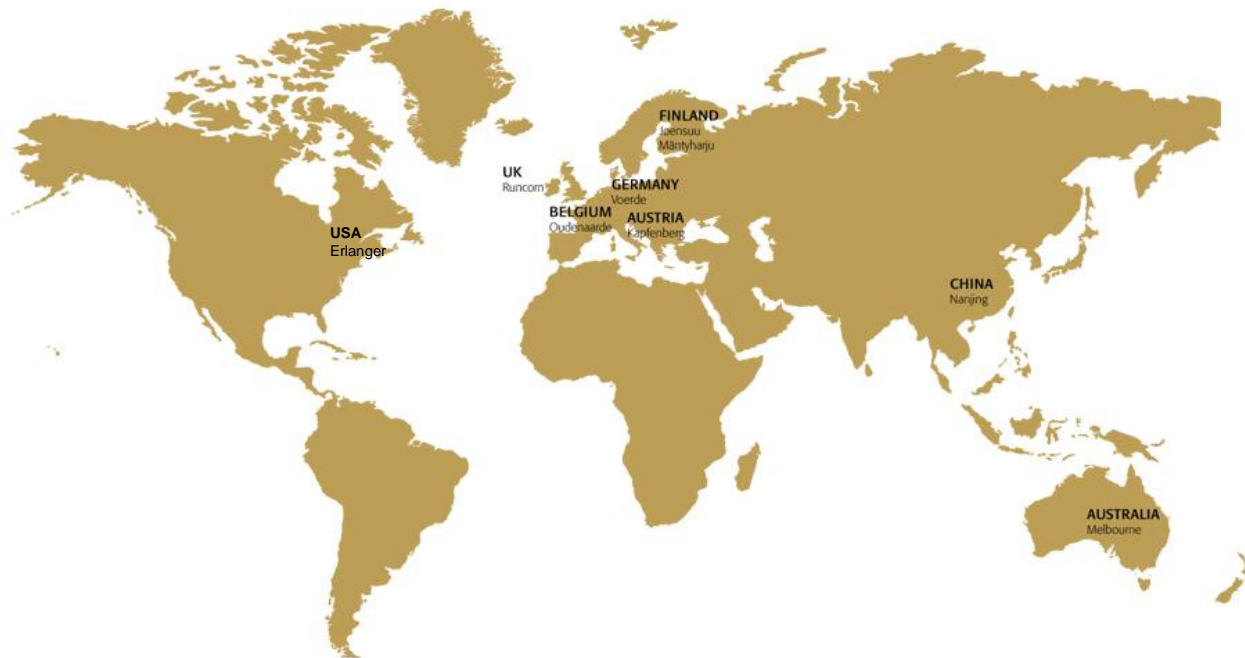 FINLAND
Joensuu
Mäntyharju
UK
Runcorn
GERMANY
Voerde
BELGIUM
Oudenaarde
AUSTRIA
Kapfenberg
USA
Erlanger
CHINA
Nanjing
AUSTRALIA
Melbourne